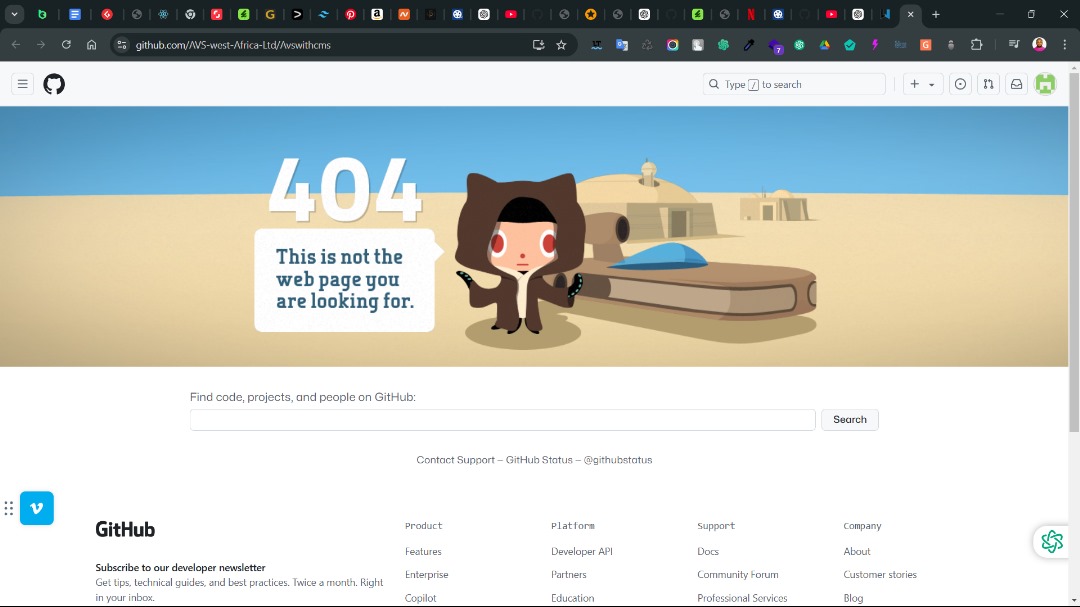 github.com/AVS-west-Africa-Ltd/Avswithcms
7
Type / to search
404
This is not the
web page you
are looking for.
Find code, projects, and people on GitHub:
Search
Contact Support — GitHub Status — @githubstatus
GitHub
Subscribe to our developer newsletter
Get tips, technical guides, and best practices. Twice a month. Right
in your inbox.
Product
Features
Enterprise
Copilot
Platform
Developer API
Partners
Education
Support
Docs
Community Forum
Professional Services
Company
About
Customer stories
Blog